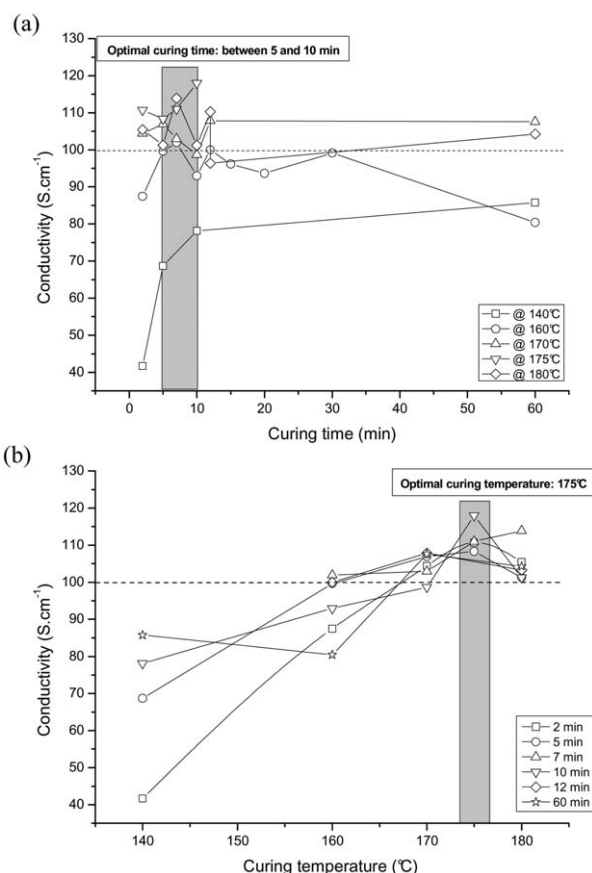 (a)
Optimal curing time: between 5 and 10 min
130
120
110
100
90
80
70
60
50
40
Conductivity (S.cm⁻¹)
@ 140℃
@ 160℃
@ 170℃
@ 175℃
@ 180℃
0 10 20 30 40 50 60
Curing time (min)
(b)
Optimal curing temperature: 175℃
130
120
110
100
90
80
70
60
50
40
Conductivity (S.cm⁻¹)
2 min
5 min
7 min
10 min
12 min
60 min
140 150 160 170 180
Curing temperature (℃)